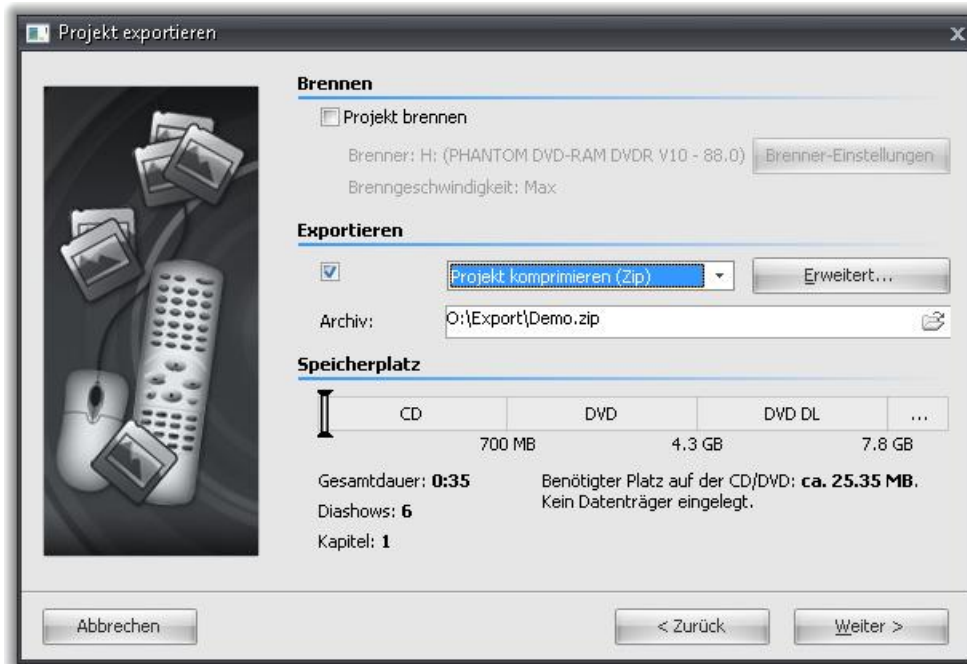 Projekt exportieren
Brennen
Projekt brennen
Brenner: H: (PHANTOM DVD-RAM DVDR V10 - 88.0)
Brenner-Einstellungen
Brenngeschwindigkeit: Max
Exportieren
Projekt komprimieren (Zip)
Erweitert...
Archiv:
O:\Export\Demo.zip
Speicherplatz
CD
DVD
DVD DL
...
700 MB
4.3 GB
7.8 GB
Gesamtdauer: 0:35
Benötigter Platz auf der CD/DVD: ca. 25.35 MB.
Diashows: 6
Kein Datenträger eingelegt.
Kapitel: 1
Abbrechen
< Zurück
Weiter >